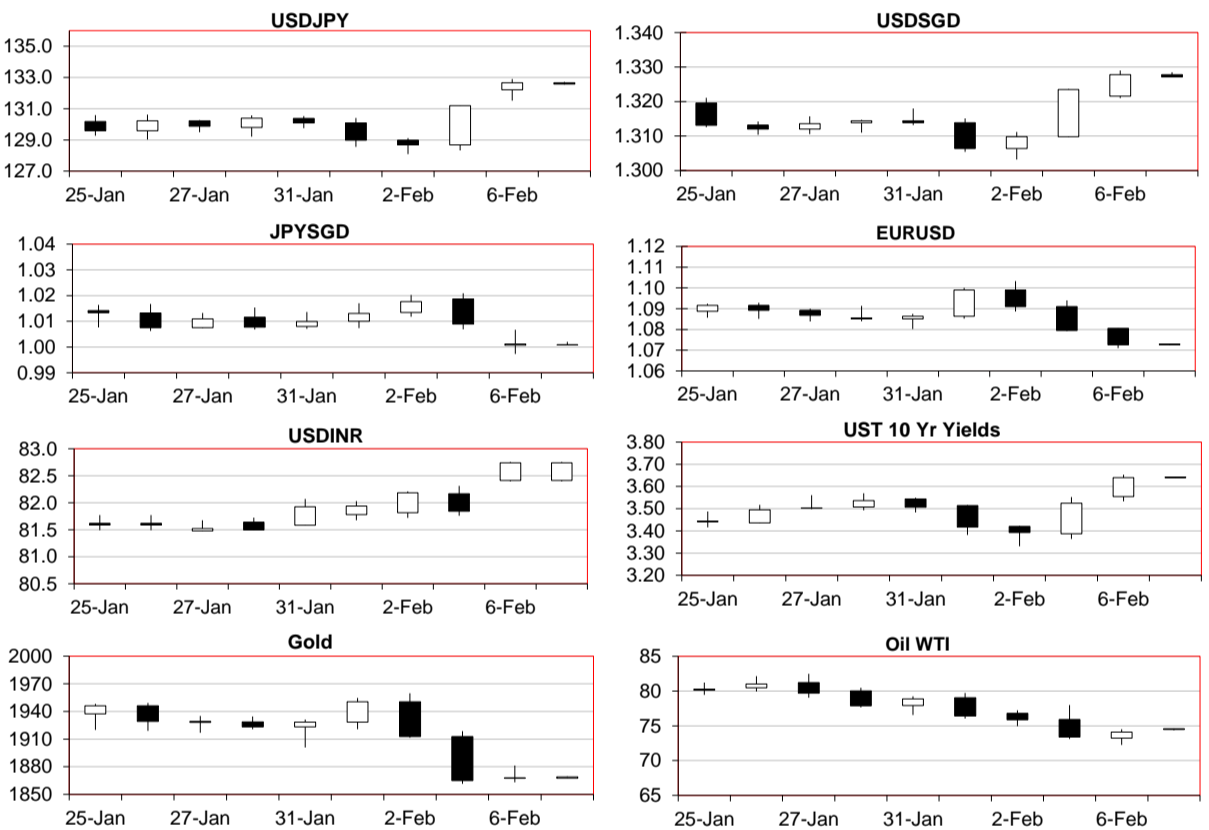 USDJPY
135.0
133.0
131.0
129.0
127.0
25-Jan 27-Jan 31-Jan 2-Feb 6-Feb
USDSGD
1.340
1.330
1.320
1.310
1.300
25-Jan 27-Jan 31-Jan 2-Feb 6-Feb
JPYSGD
1.04
1.03
1.02
1.01
1.00
0.99
25-Jan 27-Jan 31-Jan 2-Feb 6-Feb
EURUSD
1.12
1.11
1.10
1.09
1.08
1.07
1.06
25-Jan 27-Jan 31-Jan 2-Feb 6-Feb
USDINR
83.0
82.5
82.0
81.5
81.0
80.5
25-Jan 27-Jan 31-Jan 2-Feb 6-Feb
UST 10 Yr Yields
3.80
3.70
3.60
3.50
3.40
3.30
3.20
25-Jan 27-Jan 31-Jan 2-Feb 6-Feb
Gold
2000
1970
1940
1910
1880
1850
25-Jan 27-Jan 31-Jan 2-Feb 6-Feb
Oil WTI
85
80
75
70
65
25-Jan 27-Jan 31-Jan 2-Feb 6-Feb